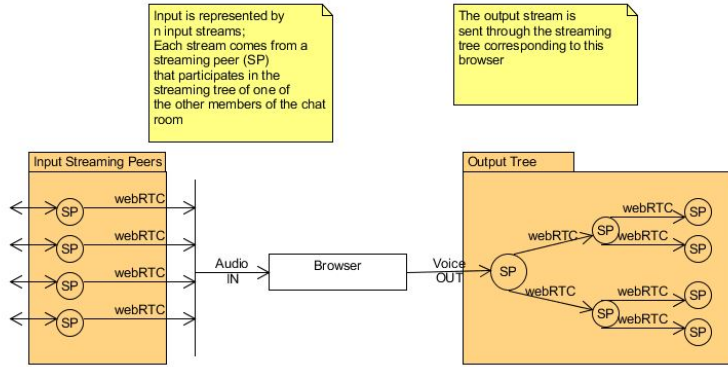 Input is represented by
n input streams;
Each stream comes from a
streaming peer (SP)
that participates in the
streaming tree of one of
the other members of the chat
room
The output stream is
sent through the streaming
tree corresponding to this
browser
Input Streaming Peers
SP
webRTC
SP
webRTC
SP
webRTC
SP
webRTC
Audio
IN
Browser
Voice
OUT
Output Tree
SP
webRTC
webRTC
SP
webRTC
SP
webRTC
SP
SP
webRTC
SP
webRTC
SP